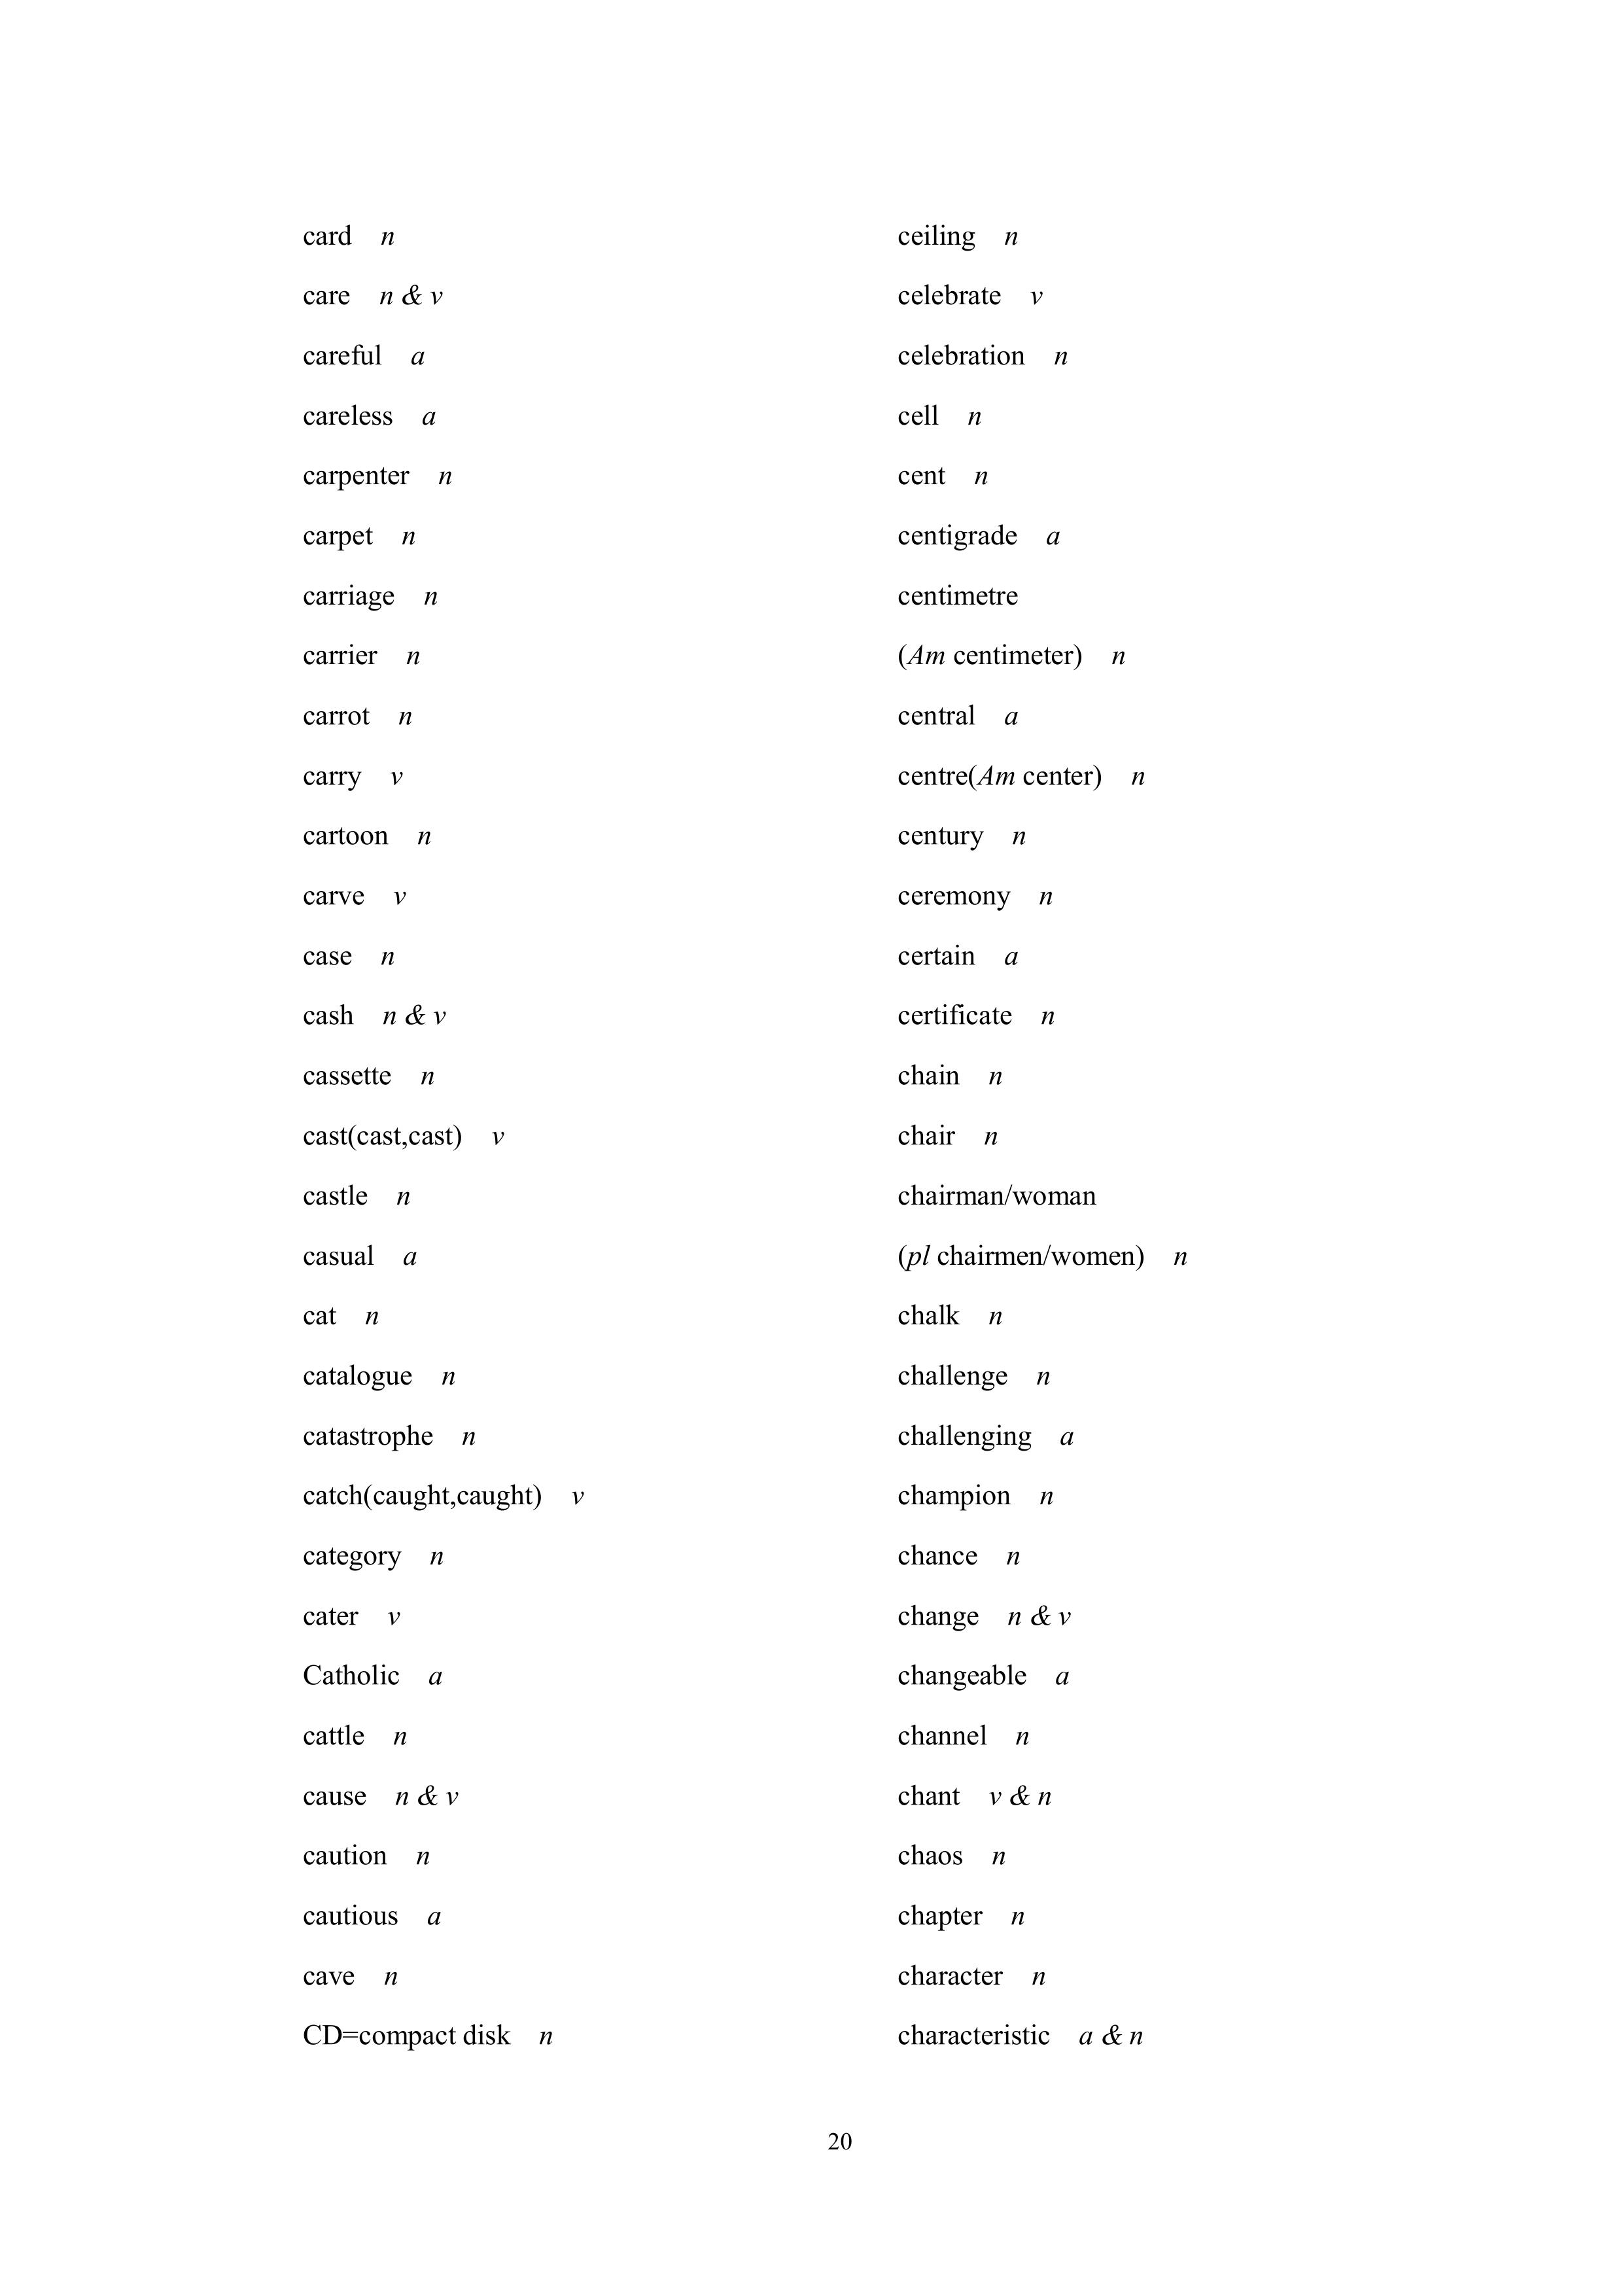 card n
care n & v
careful a
careless a
carpenter n
carpet n
carriage n
carrier n
carrot n
carry v
cartoon n
carve v
case n
cash n & v
cassette n
cast(cast,cast) v
castle n
casual a
cat n
catalogue n
catastrophe n
catch(caught,caught) v
category n
cater v
Catholic a
cattle n
cause n & v
caution n
cautious a
cave n
CD=compact disk n
ceiling n
celebrate v
celebration n
cell n
cent n
centigrade a
centimetre
(Am centimeter) n
central a
centre(Am center) n
century n
ceremony n
certain a
certificate n
chain n
chair n
chairman/woman
(pl chairmen/women) n
chalk n
challenge n
challenging a
champion n
chance n
change n & v
changeable a
channel n
chant v & n
chaos n
chapter n
character n
characteristic a & n
20